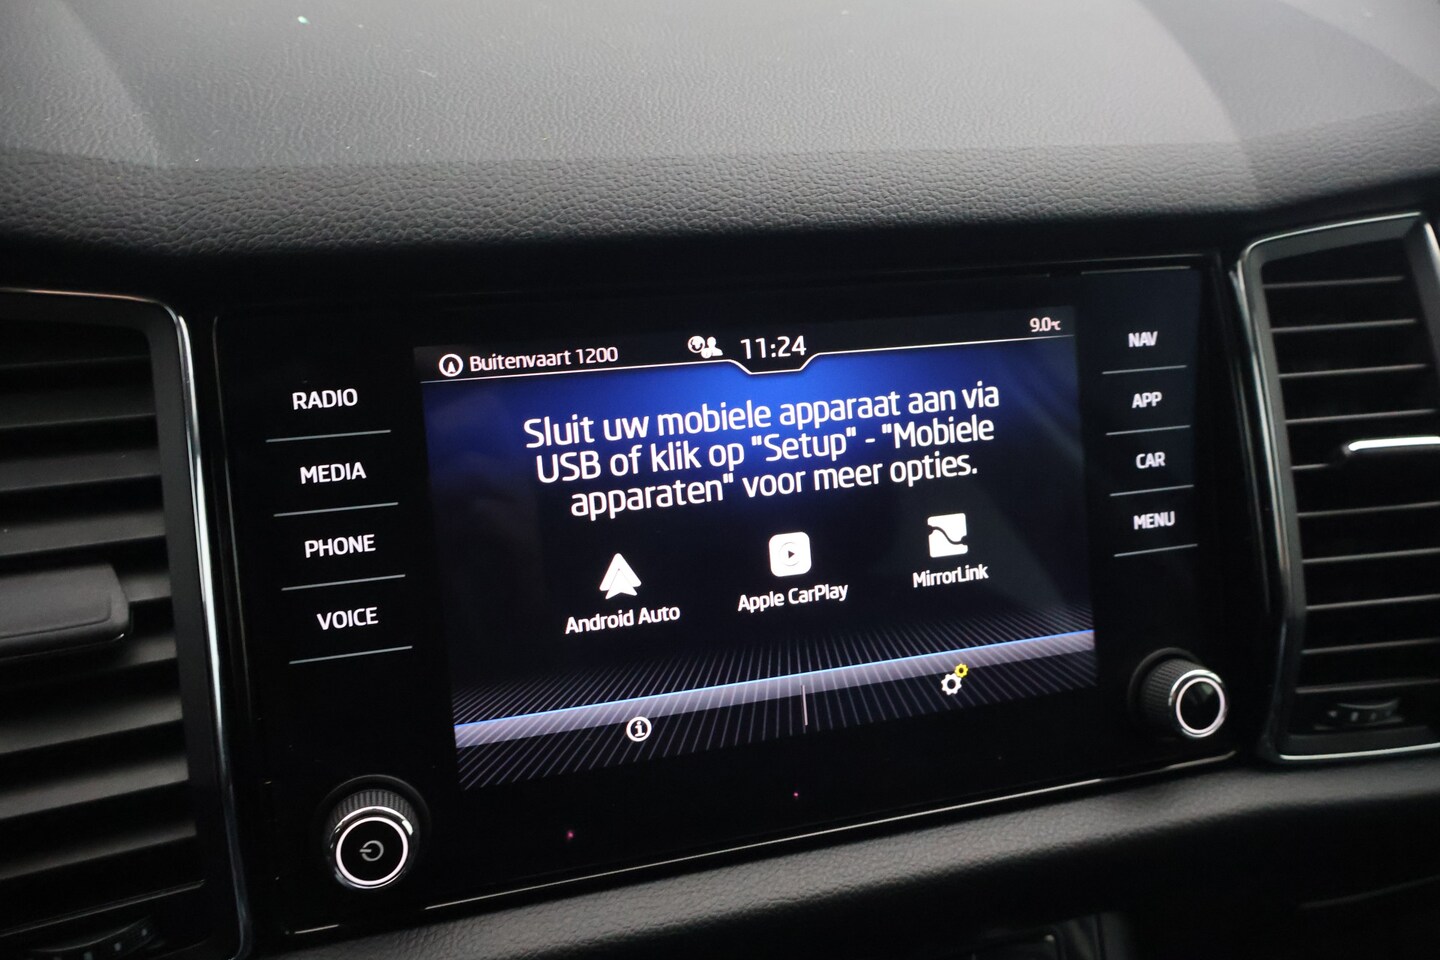 Buitenvaart 1200
11:24
9.0°C
RADIO
MEDIA
PHONE
VOICE
Sluit uw mobiele apparaat aan via
USB of klik op "Setup" - "Mobiele
apparaten" voor meer opties.
Android Auto
Apple CarPlay
MirrorLink
NAV
APP
CAR
MENU